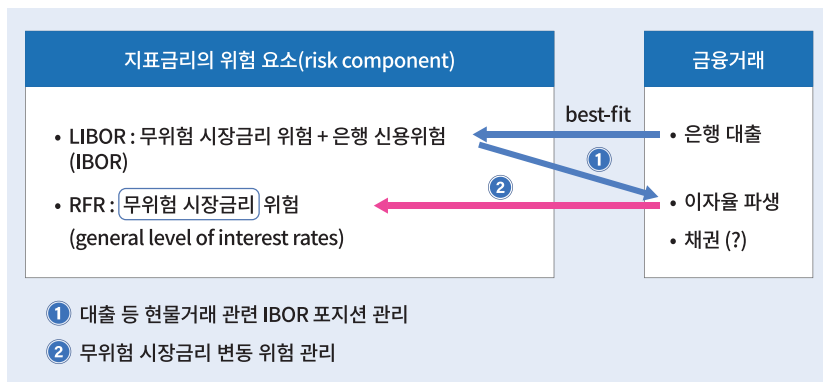 지표금리의 위험 요소(risk component)
금융거래
best-fit
• LIBOR : 무위험 시장금리 위험 + 은행 신용위험
(IBOR)
• 은행 대출
1
2
• RFR : 무위험 시장금리 위험
(general level of interest rates)
• 이자율 파생
• 채권 (?)
1 대출 등 현물거래 관련 IBOR 포지션 관리
2 무위험 시장금리 변동 위험 관리